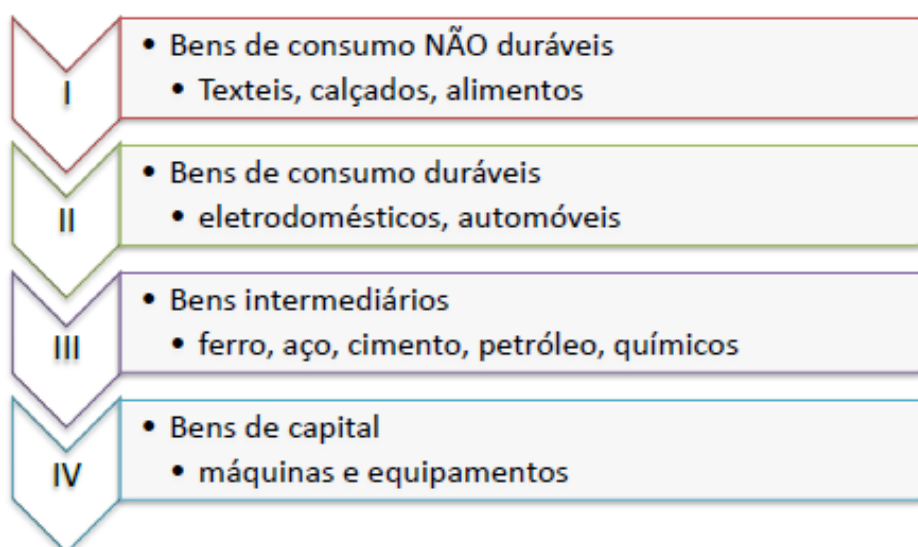 I
• Bens de consumo NÃO duráveis
• Texteis, calçados, alimentos
II
• Bens de consumo duráveis
• eletrodomésticos, automóveis
III
• Bens intermediários
• ferro, aço, cimento, petróleo, químicos
IV
• Bens de capital
• máquinas e equipamentos